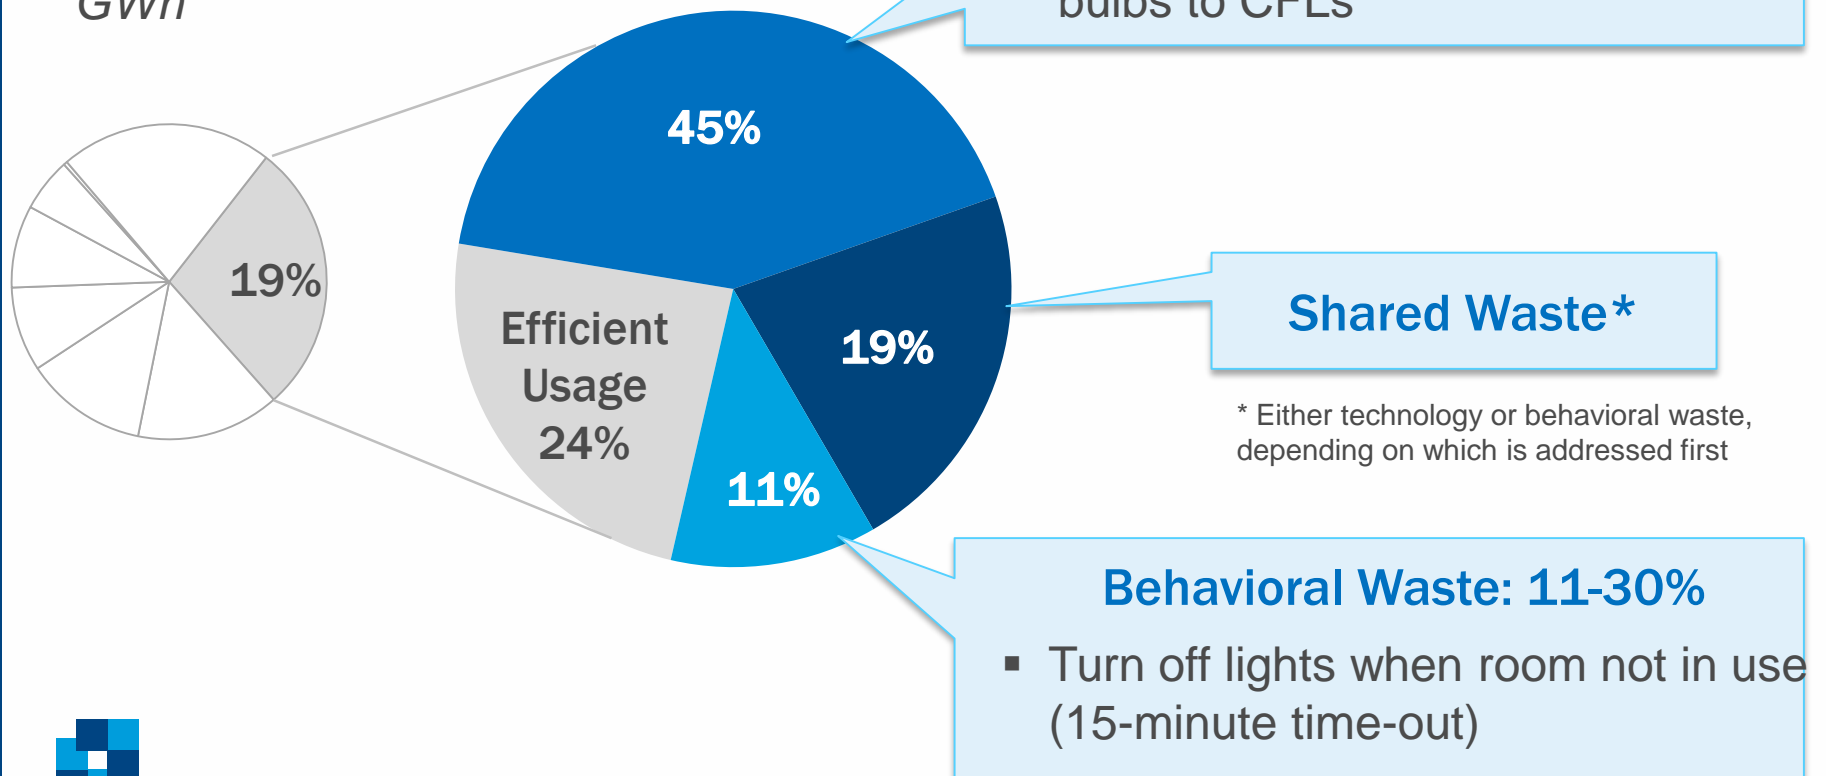 GWh
bulbs to CFLs
45%
19%
Efficient
Usage
24%
19%
11%
Shared Waste*
* Either technology or behavioral waste,
depending on which is addressed first
Behavioral Waste: 11-30%
▪ Turn off lights when room not in use
(15-minute time-out)